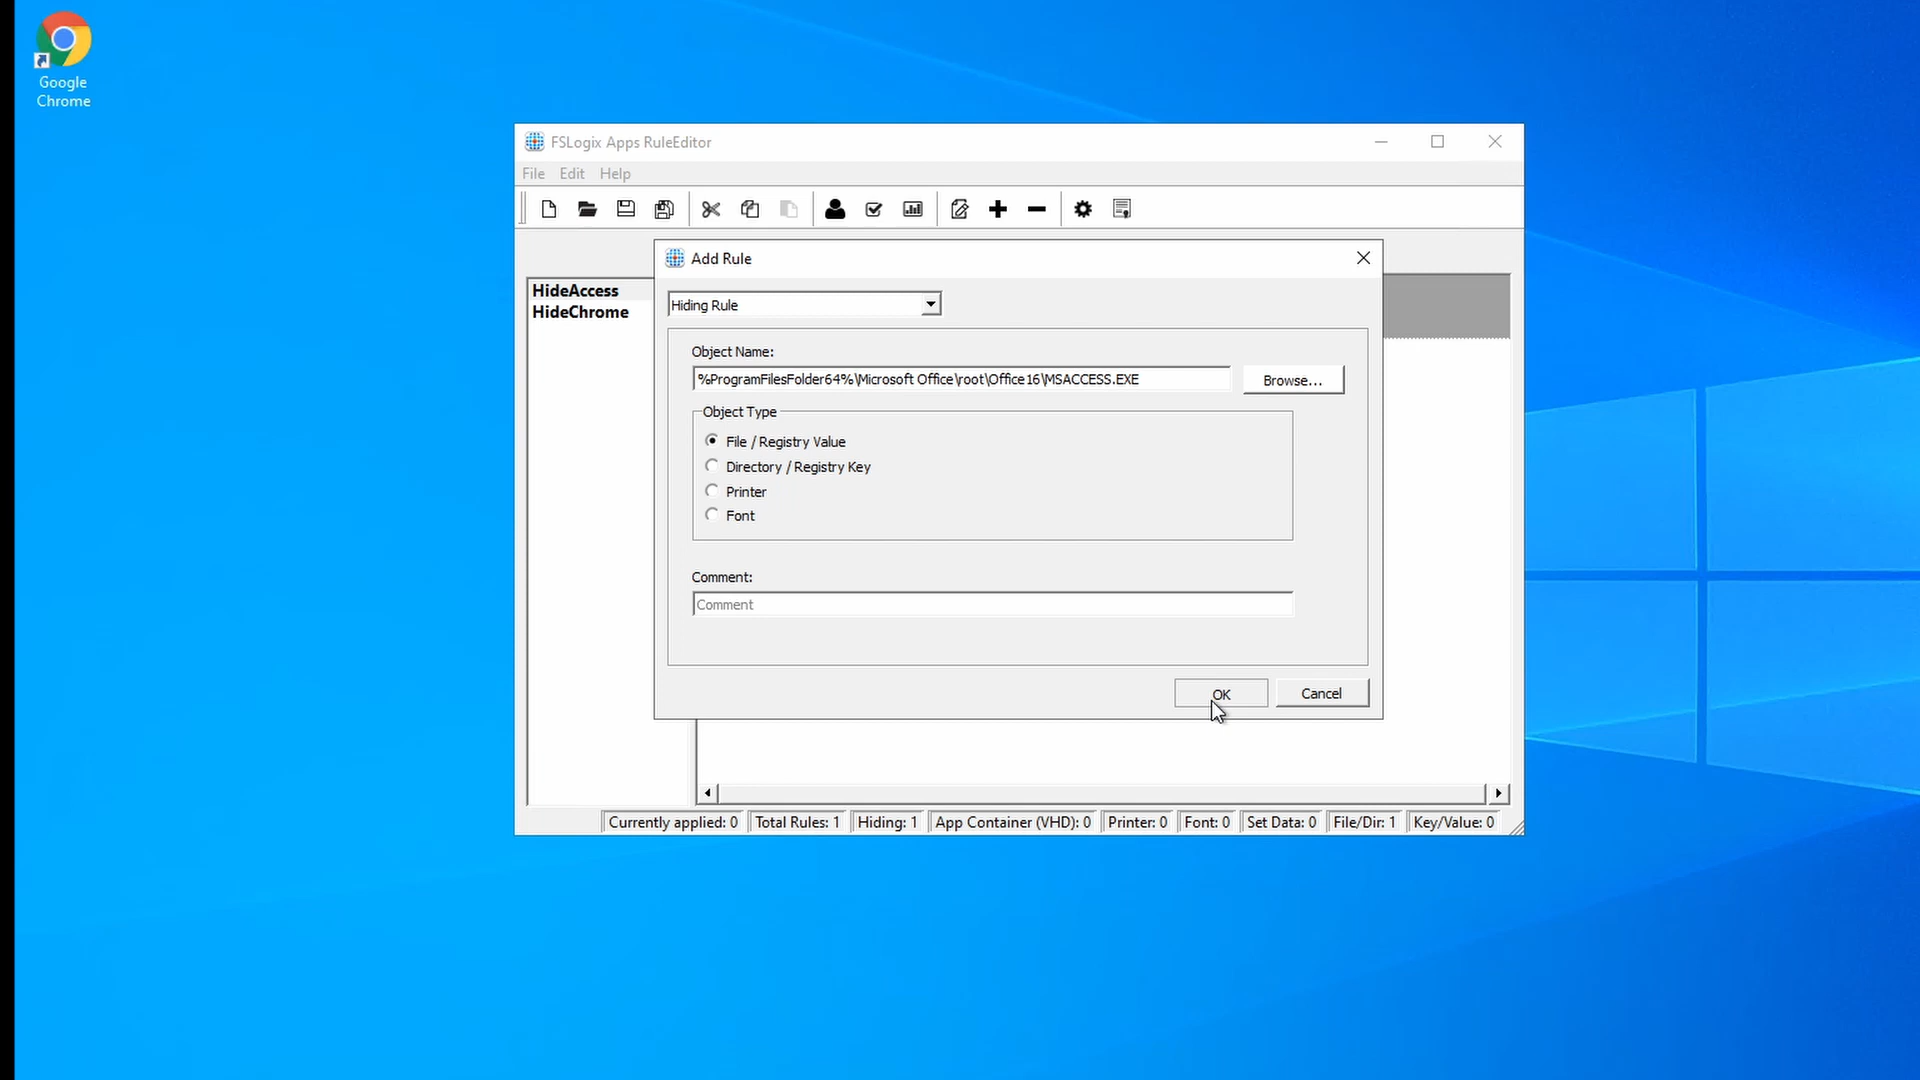 Google
Chrome
FSLogix Apps RuleEditor
File Edit Help
Add Rule
HideAccess
HideChrome
Hiding Rule
Object Name:
%ProgramFilesFolder64%\Microsoft Office\root\Office16\MSACCESS.EXE
Browse...
Object Type
File / Registry Value
Directory / Registry Key
Printer
Font
Comment:
Comment
OK Cancel
Currently applied: 0 Total Rules: 1 Hiding: 1 App Container (VHD): 0 Printer: 0 Font: 0 Set Data: 0 File/Dir: 1 Key/Value: 0